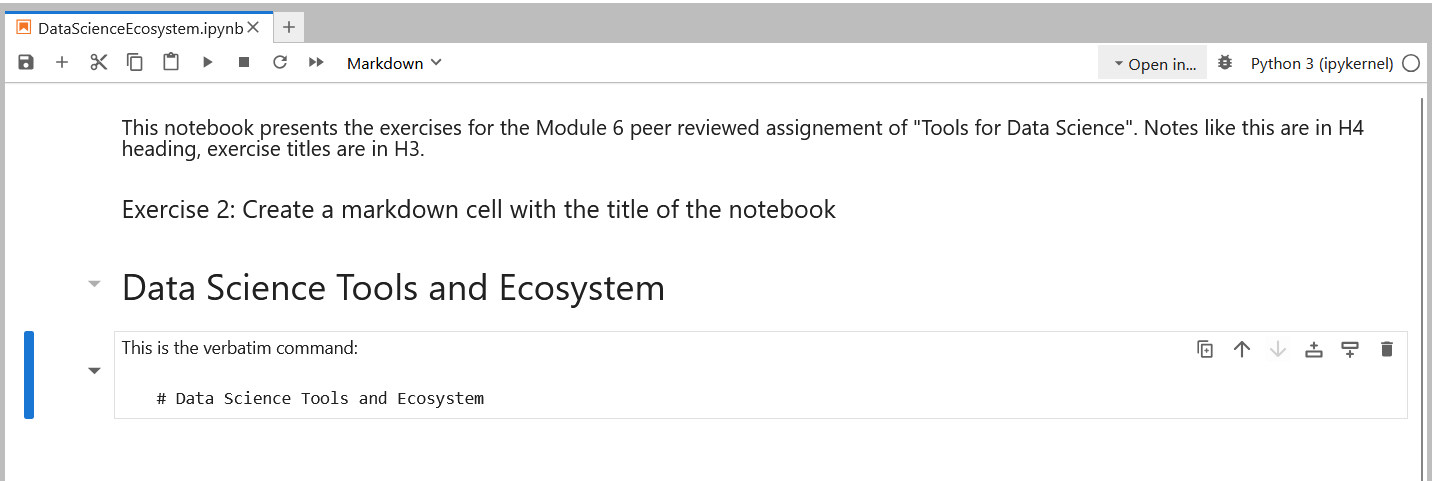 DataScienceEcosystem.ipynb
Markdown
Open in...
Python 3 (ipykernel)
This notebook presents the exercises for the Module 6 peer reviewed assignement of "Tools for Data Science". Notes like this are in H4
heading, exercise titles are in H3.
Exercise 2: Create a markdown cell with the title of the notebook
Data Science Tools and Ecosystem
This is the verbatim command:
# Data Science Tools and Ecosystem